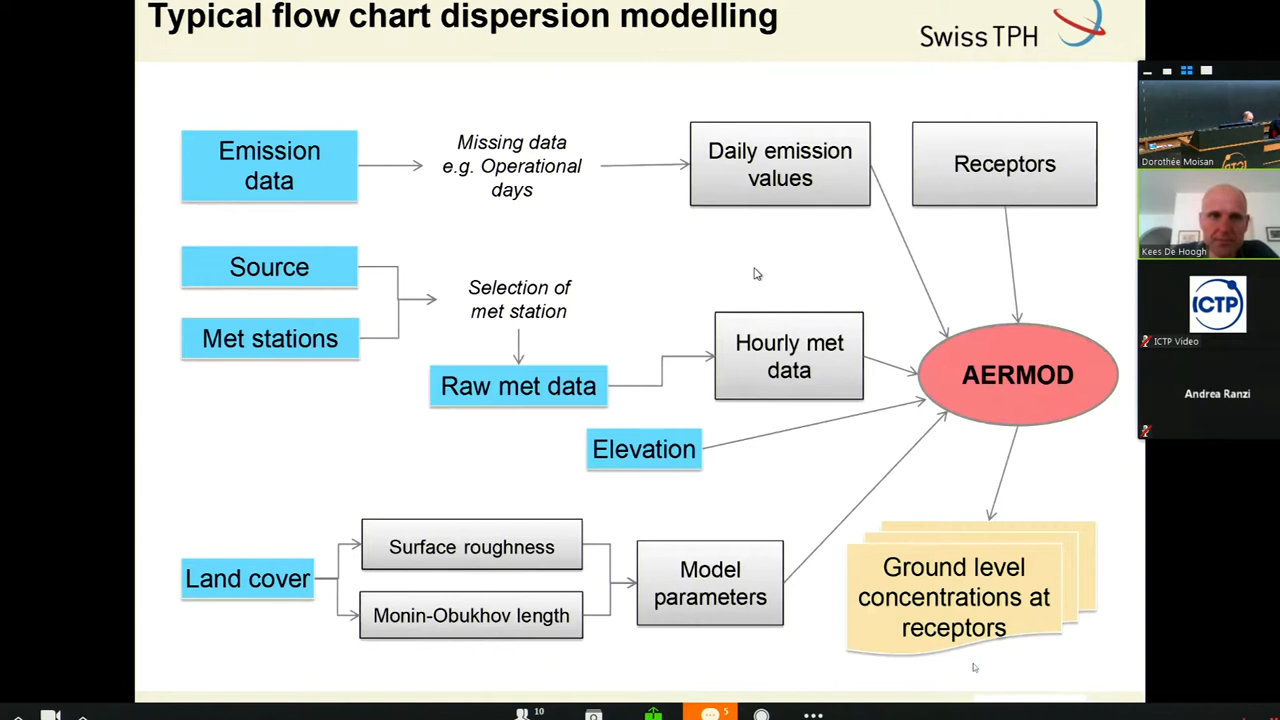 Typical flow chart dispersion modelling
Swiss TPH
Emission
data
Missing data
e.g. Operational
days
Daily emission
values
Receptors
Source
Met stations
Selection of
met station
Raw met data
Hourly met
data
AERMOD
Elevation
Land cover
Surface roughness
Monin-Obukhov length
Model
parameters
Ground level
concentrations at
receptors
Dorothée Moisan
Kees De Hoogh
ICTP
ICTP Video
Andrea Ranzi
10
5